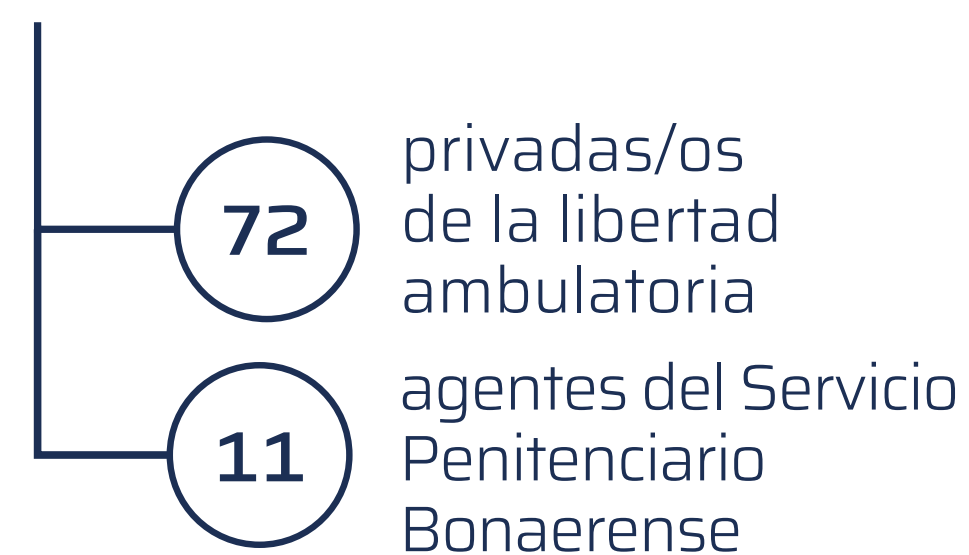 72
privadas/os
de la libertad
ambulatoria
11
agentes del Servicio
Penitenciario
Bonaerense